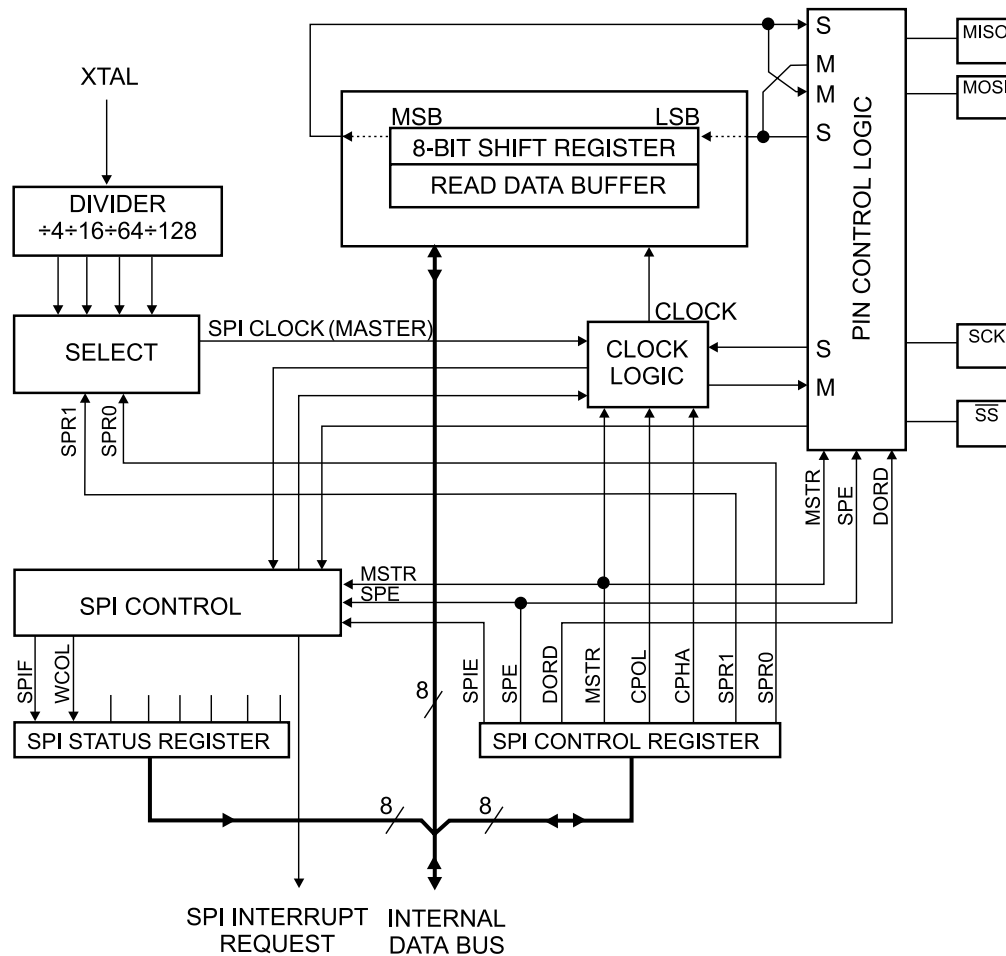 XTAL
DIVIDER
÷4÷16÷64÷128
SELECT
SPI CLOCK (MASTER)
SPR1
SPR0
MSB
LSB
8-BIT SHIFT REGISTER
READ DATA BUFFER
CLOCK
CLOCK
LOGIC
S
M
M
S
S
M
PIN CONTROL LOGIC
MISO
MOSI
SCK
SS
MSTR
SPE
DORD
SPI CONTROL
MSTR
SPE
SPIF
WCOL
SPI STATUS REGISTER
SPIE
SPE
DORD
MSTR
CPOL
CPHA
SPR1
SPR0
SPI CONTROL REGISTER
8
8
8
SPI INTERRUPT
REQUEST
INTERNAL
DATA BUS